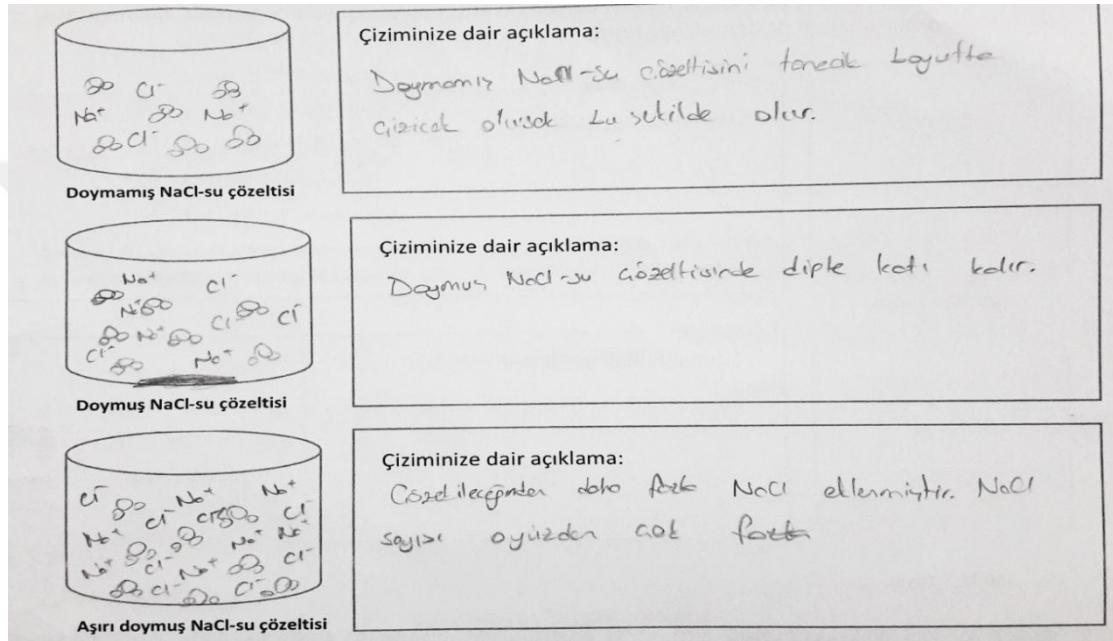 Çiziminize dair açıklama:
Doymamış NaCl-su çözeltisini tanecik boyutta
çizicek olursak bu şekilde olur.
Cl⁻
Na⁺ Na⁺
Cl⁻
Doymamış NaCl-su çözeltisi
Çiziminize dair açıklama:
Doymuş NaCl-su çözeltisinde dipte katı kalır.
Na⁺ Cl⁻
Na⁺ Cl⁻ Cl⁻
Na⁺
Cl⁻ Na⁺
Doymuş NaCl-su çözeltisi
Çiziminize dair açıklama:
Çözebileceğinden daha fazla NaCl eklenmiştir. NaCl
sayısı oyüzden çok fazla
Cl⁻ Na⁺ Na⁺
Cl⁻ Cl⁻ Cl⁻
Na⁺ Na⁺ Na⁺
Na⁺ Na⁺ Cl⁻
Cl⁻ Cl⁻
Aşırı doymuş NaCl-su çözeltisi